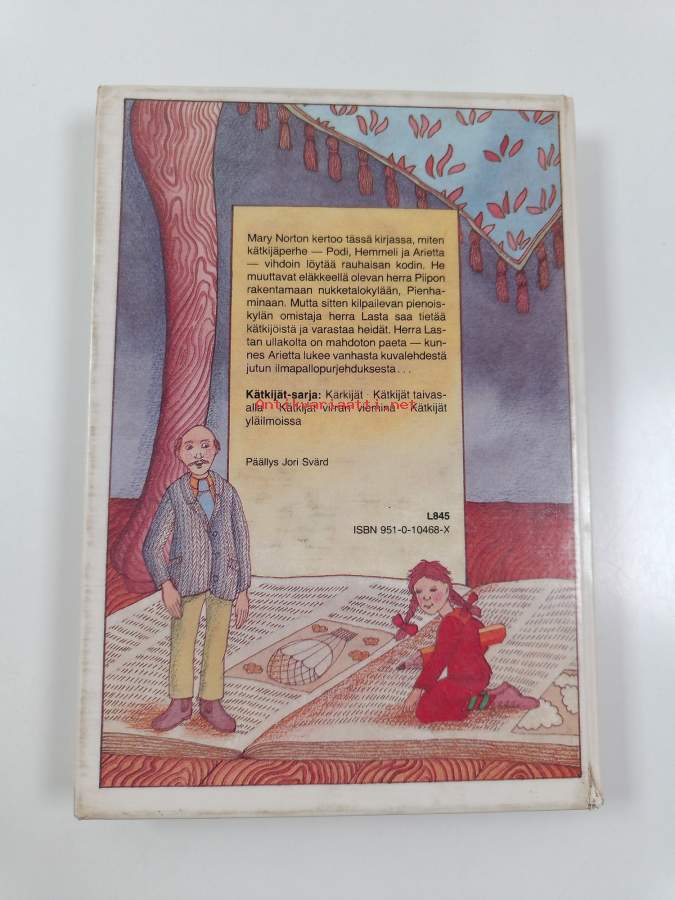 Mary Norton kertoo tässä kirjassa, miten
kätkijäperhe — Podi, Hemmeli ja Arietta
— vihdoin löytää rauhaisan kodin. He
muuttavat eläkkeellä olevan herra Piipon
rakentamaan nukketalokylään, Pienha-
minaan. Mutta sitten kilpailevan pienois-
kylän omistaja herra Lasta saa tietää
kätkijöistä ja varastaa heidät. Herra Las-
tan ullakolta on mahdoton paeta — kun-
nes Arietta lukee vanhasta kuvalehdestä
jutun ilmapallopurjehduksesta...
Kätkijät-sarja: Kärkijät · Kätkijät taivas-
alla · Kätkijät virran vieminä · Kätkijät
Antikvariaatti.net
yläilmoissa
Päällys Jori Svärd
L845
ISBN 951-0-10468-X